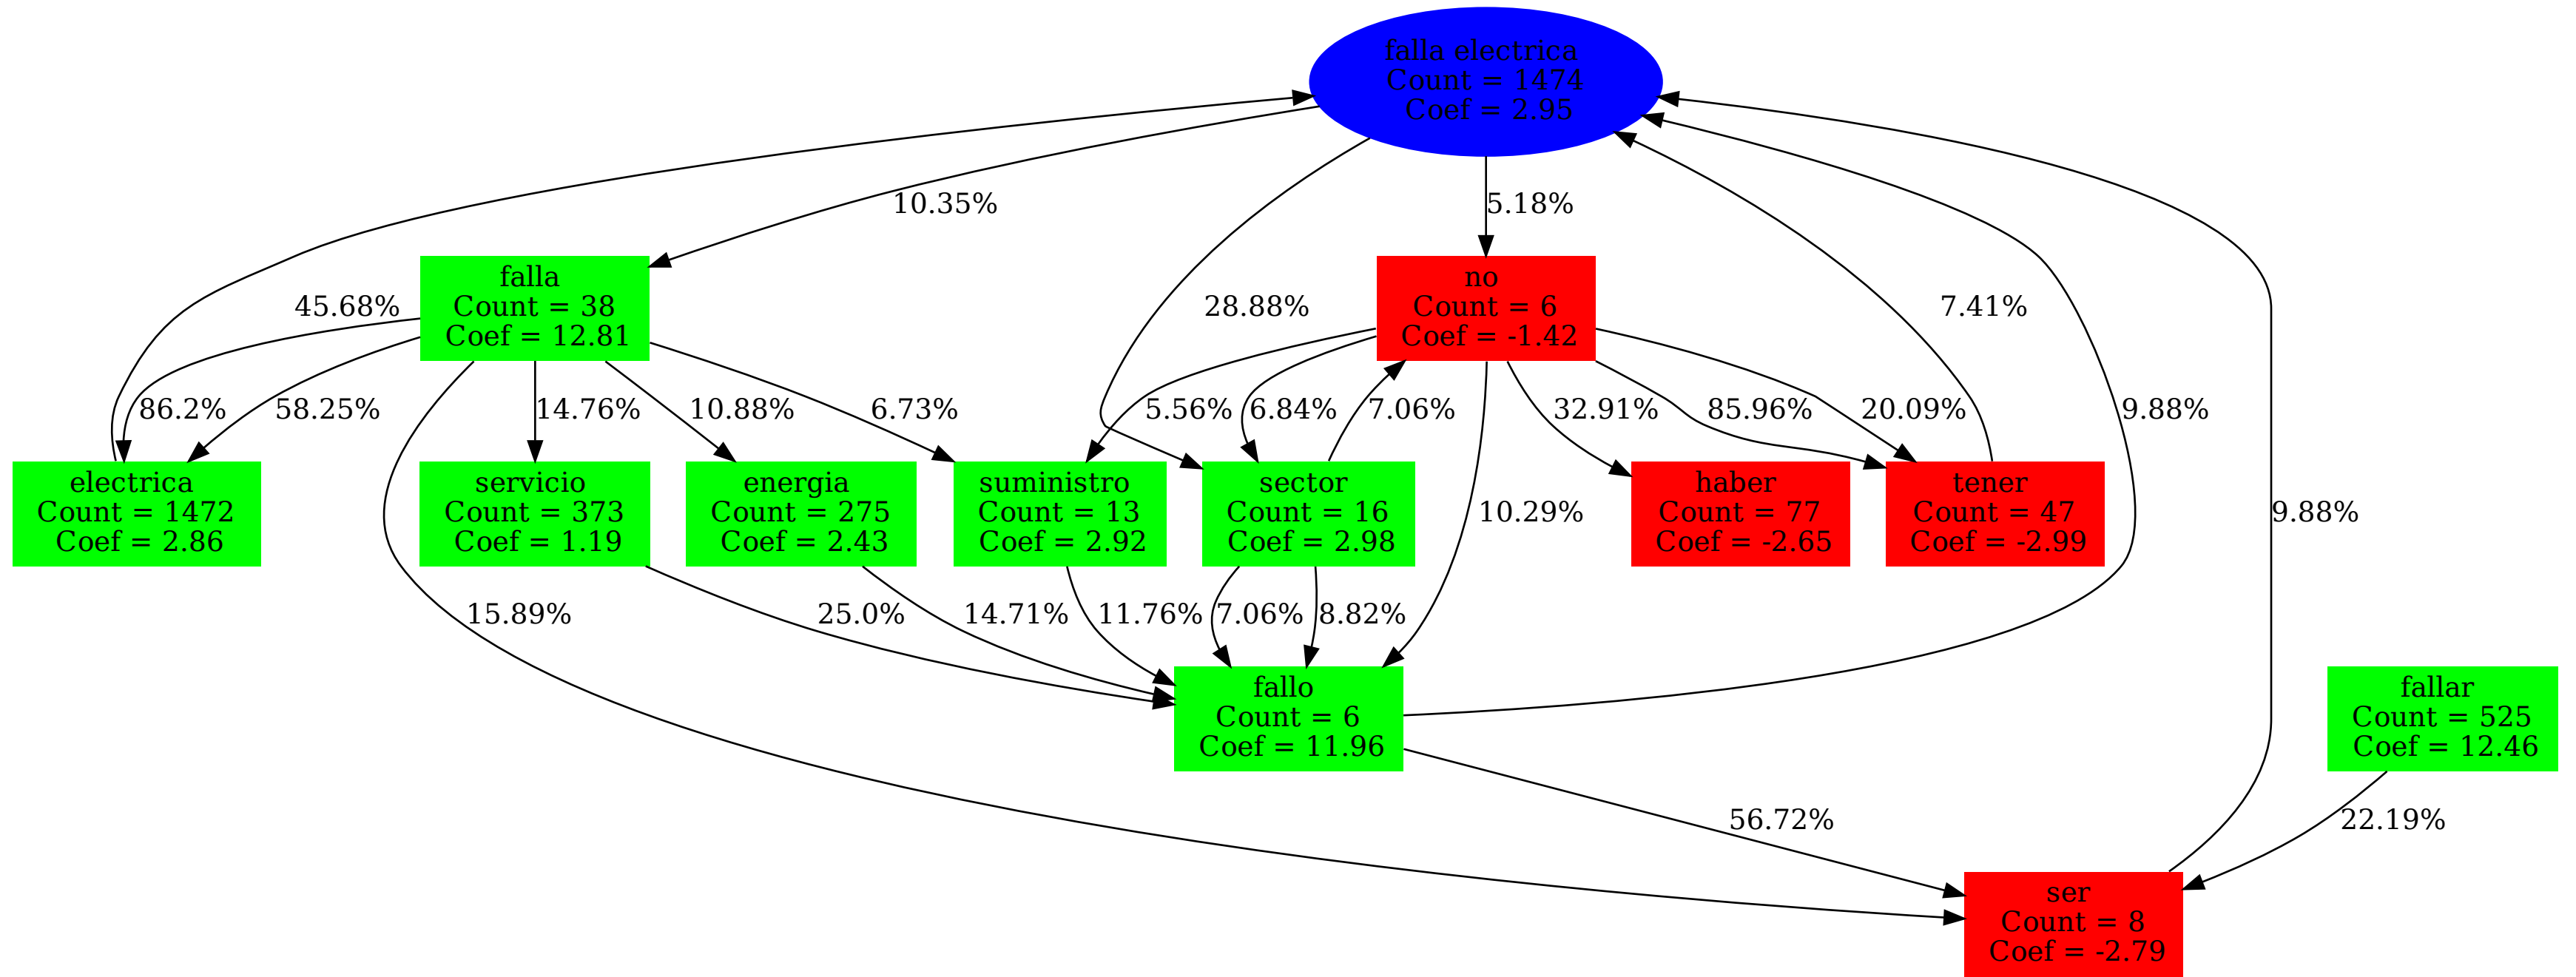 falla electrica
Count = 1474
Coef = 2.95
10.35%
5.18%
falla
Count = 38
Coef = 12.81
no
Count = 6
Coef = -1.42
45.68%
28.88%
7.41%
86.2%
58.25%
14.76%
10.88%
6.73%
5.56%
6.84%
7.06%
32.91%
85.96%
20.09%
9.88%
electrica
Count = 1472
Coef = 2.86
servicio
Count = 373
Coef = 1.19
energia
Count = 275
Coef = 2.43
suministro
Count = 13
Coef = 2.92
sector
Count = 16
Coef = 2.98
10.29%
haber
Count = 77
Coef = -2.65
tener
Count = 47
Coef = -2.99
9.88%
15.89%
25.0%
14.71%
11.76%
7.06%
8.82%
fallo
Count = 6
Coef = 11.96
fallar
Count = 525
Coef = 12.46
56.72%
22.19%
ser
Count = 8
Coef = -2.79